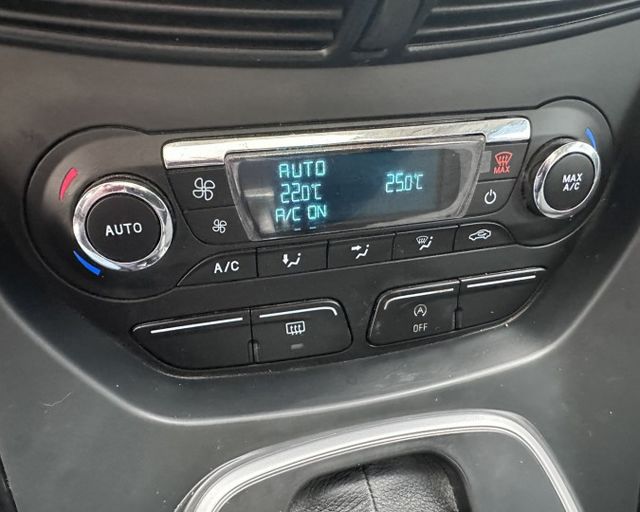 AUTO
22.0°C
A/C ON
25.0°C
MAX
AUTO
MAX
A/C
A/C
A
OFF